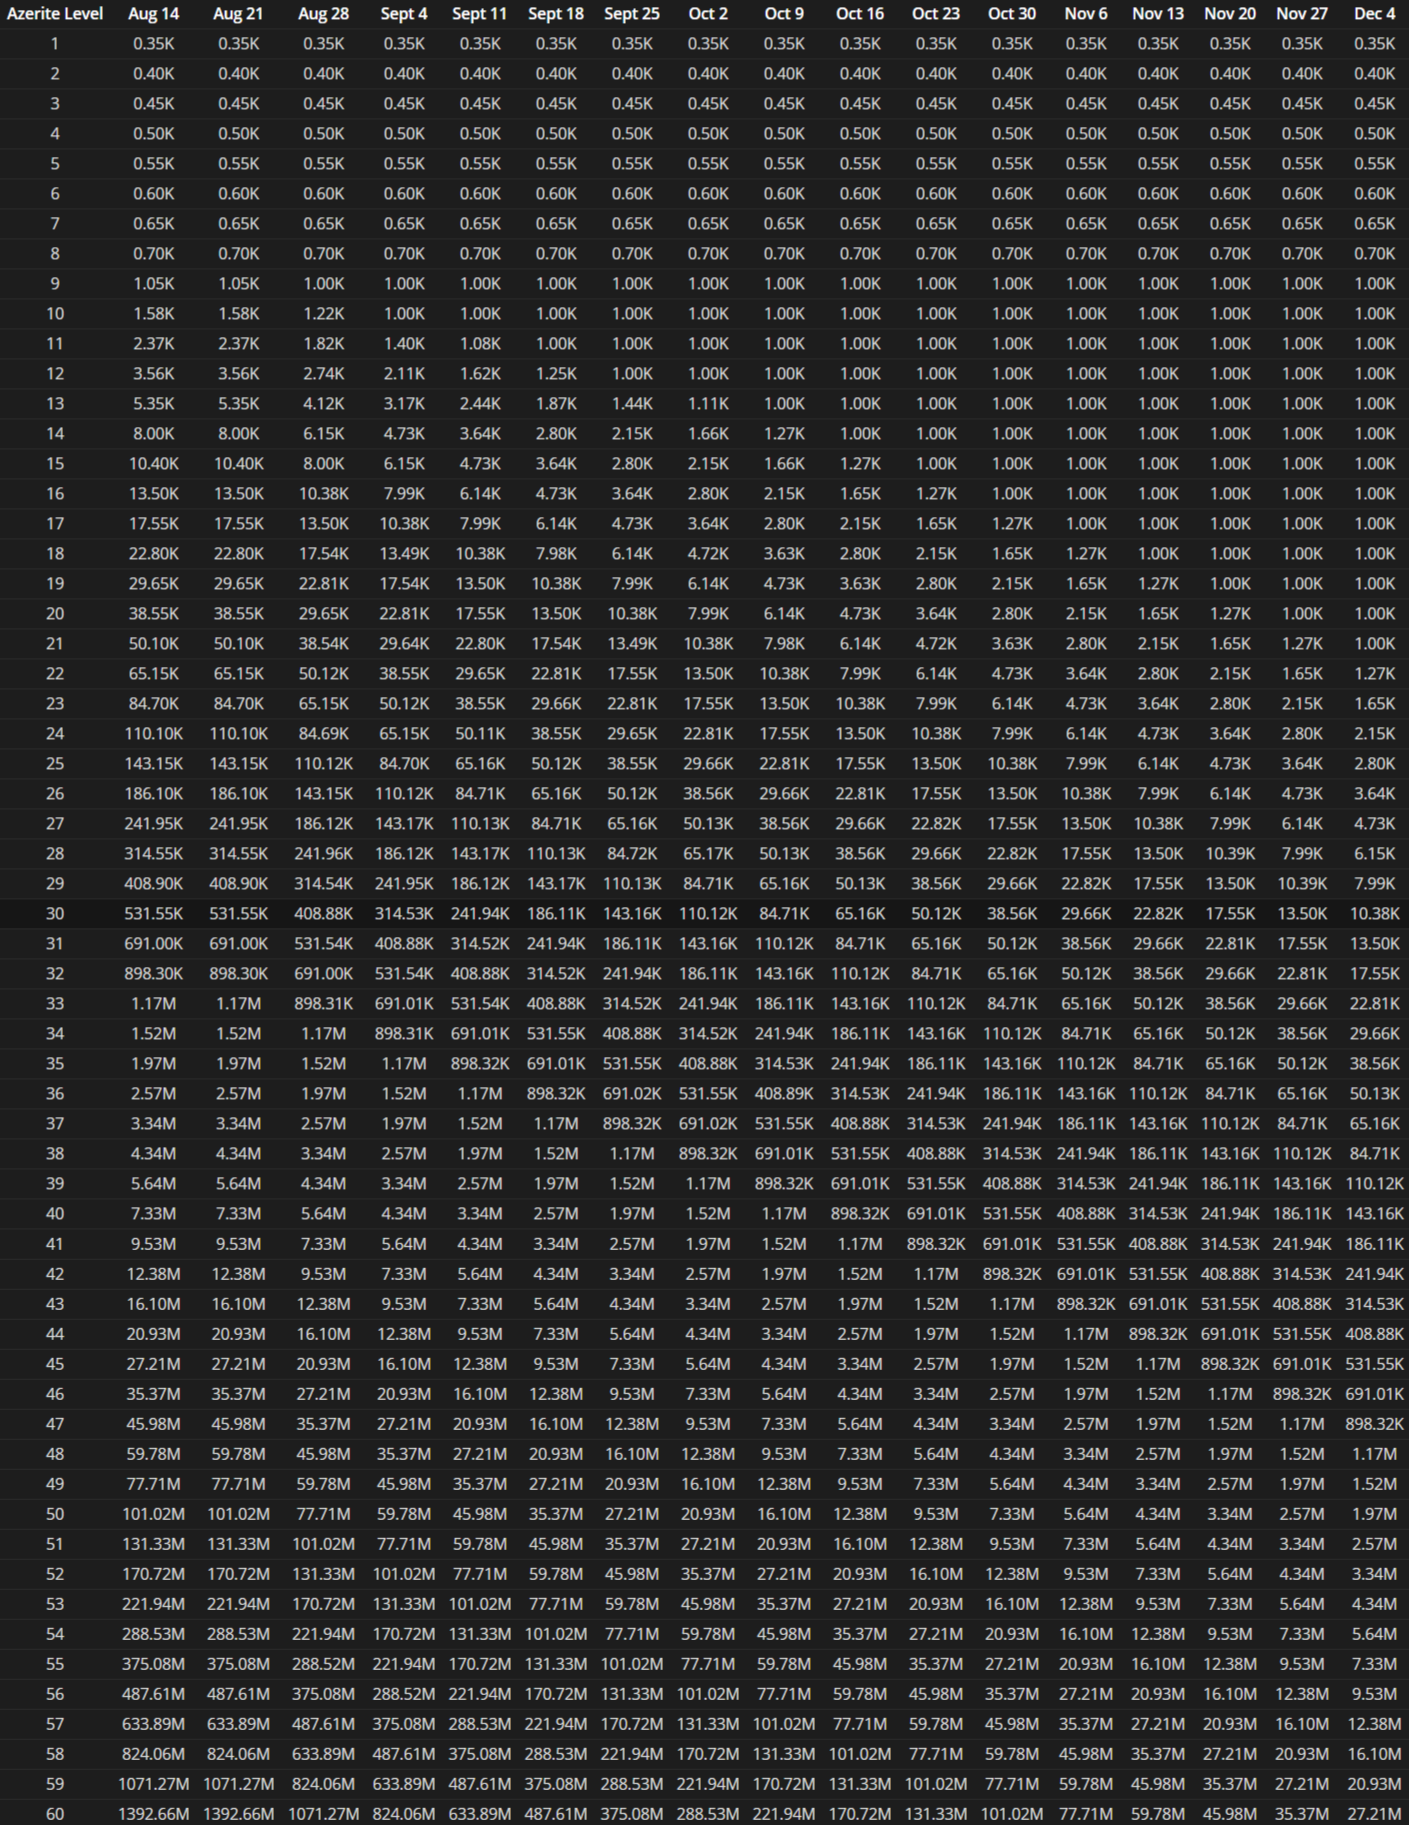 Azerite Level Aug 14 Aug 21 Aug 28 Sept 4 Sept 11 Sept 18 Sept 25 Oct 2 Oct 9 Oct 16 Oct 23 Oct 30 Nov 6 Nov 13 Nov 20 Nov 27 Dec 4
1 0.35K 0.35K 0.35K 0.35K 0.35K 0.35K 0.35K 0.35K 0.35K 0.35K 0.35K 0.35K 0.35K 0.35K 0.35K 0.35K 0.35K
2 0.40K 0.40K 0.40K 0.40K 0.40K 0.40K 0.40K 0.40K 0.40K 0.40K 0.40K 0.40K 0.40K 0.40K 0.40K 0.40K 0.40K
3 0.45K 0.45K 0.45K 0.45K 0.45K 0.45K 0.45K 0.45K 0.45K 0.45K 0.45K 0.45K 0.45K 0.45K 0.45K 0.45K 0.45K
4 0.50K 0.50K 0.50K 0.50K 0.50K 0.50K 0.50K 0.50K 0.50K 0.50K 0.50K 0.50K 0.50K 0.50K 0.50K 0.50K 0.50K
5 0.55K 0.55K 0.55K 0.55K 0.55K 0.55K 0.55K 0.55K 0.55K 0.55K 0.55K 0.55K 0.55K 0.55K 0.55K 0.55K 0.55K
6 0.60K 0.60K 0.60K 0.60K 0.60K 0.60K 0.60K 0.60K 0.60K 0.60K 0.60K 0.60K 0.60K 0.60K 0.60K 0.60K 0.60K
7 0.65K 0.65K 0.65K 0.65K 0.65K 0.65K 0.65K 0.65K 0.65K 0.65K 0.65K 0.65K 0.65K 0.65K 0.65K 0.65K 0.65K
8 0.70K 0.70K 0.70K 0.70K 0.70K 0.70K 0.70K 0.70K 0.70K 0.70K 0.70K 0.70K 0.70K 0.70K 0.70K 0.70K 0.70K
9 1.05K 1.05K 1.00K 1.00K 1.00K 1.00K 1.00K 1.00K 1.00K 1.00K 1.00K 1.00K 1.00K 1.00K 1.00K 1.00K 1.00K
10 1.58K 1.58K 1.22K 1.00K 1.00K 1.00K 1.00K 1.00K 1.00K 1.00K 1.00K 1.00K 1.00K 1.00K 1.00K 1.00K 1.00K
11 2.37K 2.37K 1.82K 1.40K 1.08K 1.00K 1.00K 1.00K 1.00K 1.00K 1.00K 1.00K 1.00K 1.00K 1.00K 1.00K 1.00K
12 3.56K 3.56K 2.74K 2.11K 1.62K 1.25K 1.00K 1.00K 1.00K 1.00K 1.00K 1.00K 1.00K 1.00K 1.00K 1.00K 1.00K
13 5.35K 5.35K 4.12K 3.17K 2.44K 1.87K 1.44K 1.11K 1.00K 1.00K 1.00K 1.00K 1.00K 1.00K 1.00K 1.00K 1.00K
14 8.00K 8.00K 6.15K 4.73K 3.64K 2.80K 2.15K 1.66K 1.27K 1.00K 1.00K 1.00K 1.00K 1.00K 1.00K 1.00K 1.00K
15 10.40K 10.40K 8.00K 6.15K 4.73K 3.64K 2.80K 2.15K 1.66K 1.27K 1.00K 1.00K 1.00K 1.00K 1.00K 1.00K 1.00K
16 13.50K 13.50K 10.38K 7.99K 6.14K 4.73K 3.64K 2.80K 2.15K 1.65K 1.27K 1.00K 1.00K 1.00K 1.00K 1.00K 1.00K
17 17.55K 17.55K 13.50K 10.38K 7.99K 6.14K 4.73K 3.64K 2.80K 2.15K 1.65K 1.27K 1.00K 1.00K 1.00K 1.00K 1.00K
18 22.80K 22.80K 17.54K 13.49K 10.38K 7.98K 6.14K 4.72K 3.63K 2.80K 2.15K 1.65K 1.27K 1.00K 1.00K 1.00K 1.00K
19 29.65K 29.65K 22.81K 17.54K 13.50K 10.38K 7.99K 6.14K 4.73K 3.63K 2.80K 2.15K 1.65K 1.27K 1.00K 1.00K 1.00K
20 38.55K 38.55K 29.65K 22.81K 17.55K 13.50K 10.38K 7.99K 6.14K 4.73K 3.64K 2.80K 2.15K 1.65K 1.27K 1.00K 1.00K
21 50.10K 50.10K 38.54K 29.64K 22.80K 17.54K 13.49K 10.38K 7.98K 6.14K 4.72K 3.63K 2.80K 2.15K 1.65K 1.27K 1.00K
22 65.15K 65.15K 50.12K 38.55K 29.65K 22.81K 17.55K 13.50K 10.38K 7.99K 6.14K 4.73K 3.64K 2.80K 2.15K 1.65K 1.27K
23 84.70K 84.70K 65.15K 50.12K 38.55K 29.66K 22.81K 17.55K 13.50K 10.38K 7.99K 6.14K 4.73K 3.64K 2.80K 2.15K 1.65K
24 110.10K 110.10K 84.69K 65.15K 50.11K 38.55K 29.65K 22.81K 17.55K 13.50K 10.38K 7.99K 6.14K 4.73K 3.64K 2.80K 2.15K
25 143.15K 143.15K 110.12K 84.70K 65.16K 50.12K 38.55K 29.66K 22.81K 17.55K 13.50K 10.38K 7.99K 6.14K 4.73K 3.64K 2.80K
26 186.10K 186.10K 143.15K 110.12K 84.71K 65.16K 50.12K 38.56K 29.66K 22.81K 17.55K 13.50K 10.38K 7.99K 6.14K 4.73K 3.64K
27 241.95K 241.95K 186.12K 143.17K 110.13K 84.71K 65.16K 50.13K 38.56K 29.66K 22.82K 17.55K 13.50K 10.38K 7.99K 6.14K 4.73K
28 314.55K 314.55K 241.96K 186.12K 143.17K 110.13K 84.72K 65.17K 50.13K 38.56K 29.66K 22.82K 17.55K 13.50K 10.39K 7.99K 6.15K
29 408.90K 408.90K 314.54K 241.95K 186.12K 143.17K 110.13K 84.71K 65.16K 50.13K 38.56K 29.66K 22.82K 17.55K 13.50K 10.39K 7.99K
30 531.55K 531.55K 408.88K 314.53K 241.94K 186.11K 143.16K 110.12K 84.71K 65.16K 50.12K 38.56K 29.66K 22.82K 17.55K 13.50K 10.38K
31 691.00K 691.00K 531.54K 408.88K 314.52K 241.94K 186.11K 143.16K 110.12K 84.71K 65.16K 50.12K 38.56K 29.66K 22.81K 17.55K 13.50K
32 898.30K 898.30K 691.00K 531.54K 408.88K 314.52K 241.94K 186.11K 143.16K 110.12K 84.71K 65.16K 50.12K 38.56K 29.66K 22.81K 17.55K
33 1.17M 1.17M 898.31K 691.01K 531.54K 408.88K 314.52K 241.94K 186.11K 143.16K 110.12K 84.71K 65.16K 50.12K 38.56K 29.66K 22.81K
34 1.52M 1.52M 1.17M 898.31K 691.01K 531.55K 408.88K 314.52K 241.94K 186.11K 143.16K 110.12K 84.71K 65.16K 50.12K 38.56K 29.66K
35 1.97M 1.97M 1.52M 1.17M 898.32K 691.01K 531.55K 408.88K 314.53K 241.94K 186.11K 143.16K 110.12K 84.71K 65.16K 50.12K 38.56K
36 2.57M 2.57M 1.97M 1.52M 1.17M 898.32K 691.02K 531.55K 408.89K 314.53K 241.94K 186.11K 143.16K 110.12K 84.71K 65.16K 50.13K
37 3.34M 3.34M 2.57M 1.97M 1.52M 1.17M 898.32K 691.02K 531.55K 408.88K 314.53K 241.94K 186.11K 143.16K 110.12K 84.71K 65.16K
38 4.34M 4.34M 3.34M 2.57M 1.97M 1.52M 1.17M 898.32K 691.01K 531.55K 408.88K 314.53K 241.94K 186.11K 143.16K 110.12K 84.71K
39 5.64M 5.64M 4.34M 3.34M 2.57M 1.97M 1.52M 1.17M 898.32K 691.01K 531.55K 408.88K 314.53K 241.94K 186.11K 143.16K 110.12K
40 7.33M 7.33M 5.64M 4.34M 3.34M 2.57M 1.97M 1.52M 1.17M 898.32K 691.01K 531.55K 408.88K 314.53K 241.94K 186.11K 143.16K
41 9.53M 9.53M 7.33M 5.64M 4.34M 3.34M 2.57M 1.97M 1.52M 1.17M 898.32K 691.01K 531.55K 408.88K 314.53K 241.94K 186.11K
42 12.38M 12.38M 9.53M 7.33M 5.64M 4.34M 3.34M 2.57M 1.97M 1.52M 1.17M 898.32K 691.01K 531.55K 408.88K 314.53K 241.94K
43 16.10M 16.10M 12.38M 9.53M 7.33M 5.64M 4.34M 3.34M 2.57M 1.97M 1.52M 1.17M 898.32K 691.01K 531.55K 408.88K 314.53K
44 20.93M 20.93M 16.10M 12.38M 9.53M 7.33M 5.64M 4.34M 3.34M 2.57M 1.97M 1.52M 1.17M 898.32K 691.01K 531.55K 408.88K
45 27.21M 27.21M 20.93M 16.10M 12.38M 9.53M 7.33M 5.64M 4.34M 3.34M 2.57M 1.97M 1.52M 1.17M 898.32K 691.01K 531.55K
46 35.37M 35.37M 27.21M 20.93M 16.10M 12.38M 9.53M 7.33M 5.64M 4.34M 3.34M 2.57M 1.97M 1.52M 1.17M 898.32K 691.01K
47 45.98M 45.98M 35.37M 27.21M 20.93M 16.10M 12.38M 9.53M 7.33M 5.64M 4.34M 3.34M 2.57M 1.97M 1.52M 1.17M 898.32K
48 59.78M 59.78M 45.98M 35.37M 27.21M 20.93M 16.10M 12.38M 9.53M 7.33M 5.64M 4.34M 3.34M 2.57M 1.97M 1.52M 1.17M
49 77.71M 77.71M 59.78M 45.98M 35.37M 27.21M 20.93M 16.10M 12.38M 9.53M 7.33M 5.64M 4.34M 3.34M 2.57M 1.97M 1.52M
50 101.02M 101.02M 77.71M 59.78M 45.98M 35.37M 27.21M 20.93M 16.10M 12.38M 9.53M 7.33M 5.64M 4.34M 3.34M 2.57M 1.97M
51 131.33M 131.33M 101.02M 77.71M 59.78M 45.98M 35.37M 27.21M 20.93M 16.10M 12.38M 9.53M 7.33M 5.64M 4.34M 3.34M 2.57M
52 170.72M 170.72M 131.33M 101.02M 77.71M 59.78M 45.98M 35.37M 27.21M 20.93M 16.10M 12.38M 9.53M 7.33M 5.64M 4.34M 3.34M
53 221.94M 221.94M 170.72M 131.33M 101.02M 77.71M 59.78M 45.98M 35.37M 27.21M 20.93M 16.10M 12.38M 9.53M 7.33M 5.64M 4.34M
54 288.53M 288.53M 221.94M 170.72M 131.33M 101.02M 77.71M 59.78M 45.98M 35.37M 27.21M 20.93M 16.10M 12.38M 9.53M 7.33M 5.64M
55 375.08M 375.08M 288.52M 221.94M 170.72M 131.33M 101.02M 77.71M 59.78M 45.98M 35.37M 27.21M 20.93M 16.10M 12.38M 9.53M 7.33M
56 487.61M 487.61M 375.08M 288.52M 221.94M 170.72M 131.33M 101.02M 77.71M 59.78M 45.98M 35.37M 27.21M 20.93M 16.10M 12.38M 9.53M
57 633.89M 633.89M 487.61M 375.08M 288.53M 221.94M 170.72M 131.33M 101.02M 77.71M 59.78M 45.98M 35.37M 27.21M 20.93M 16.10M 12.38M
58 824.06M 824.06M 633.89M 487.61M 375.08M 288.53M 221.94M 170.72M 131.33M 101.02M 77.71M 59.78M 45.98M 35.37M 27.21M 20.93M 16.10M
59 1071.27M 1071.27M 824.06M 633.89M 487.61M 375.08M 288.53M 221.94M 170.72M 131.33M 101.02M 77.71M 59.78M 45.98M 35.37M 27.21M 20.93M
60 1392.66M 1392.66M 1071.27M 824.06M 633.89M 487.61M 375.08M 288.53M 221.94M 170.72M 131.33M 101.02M 77.71M 59.78M 45.98M 35.37M 27.21M